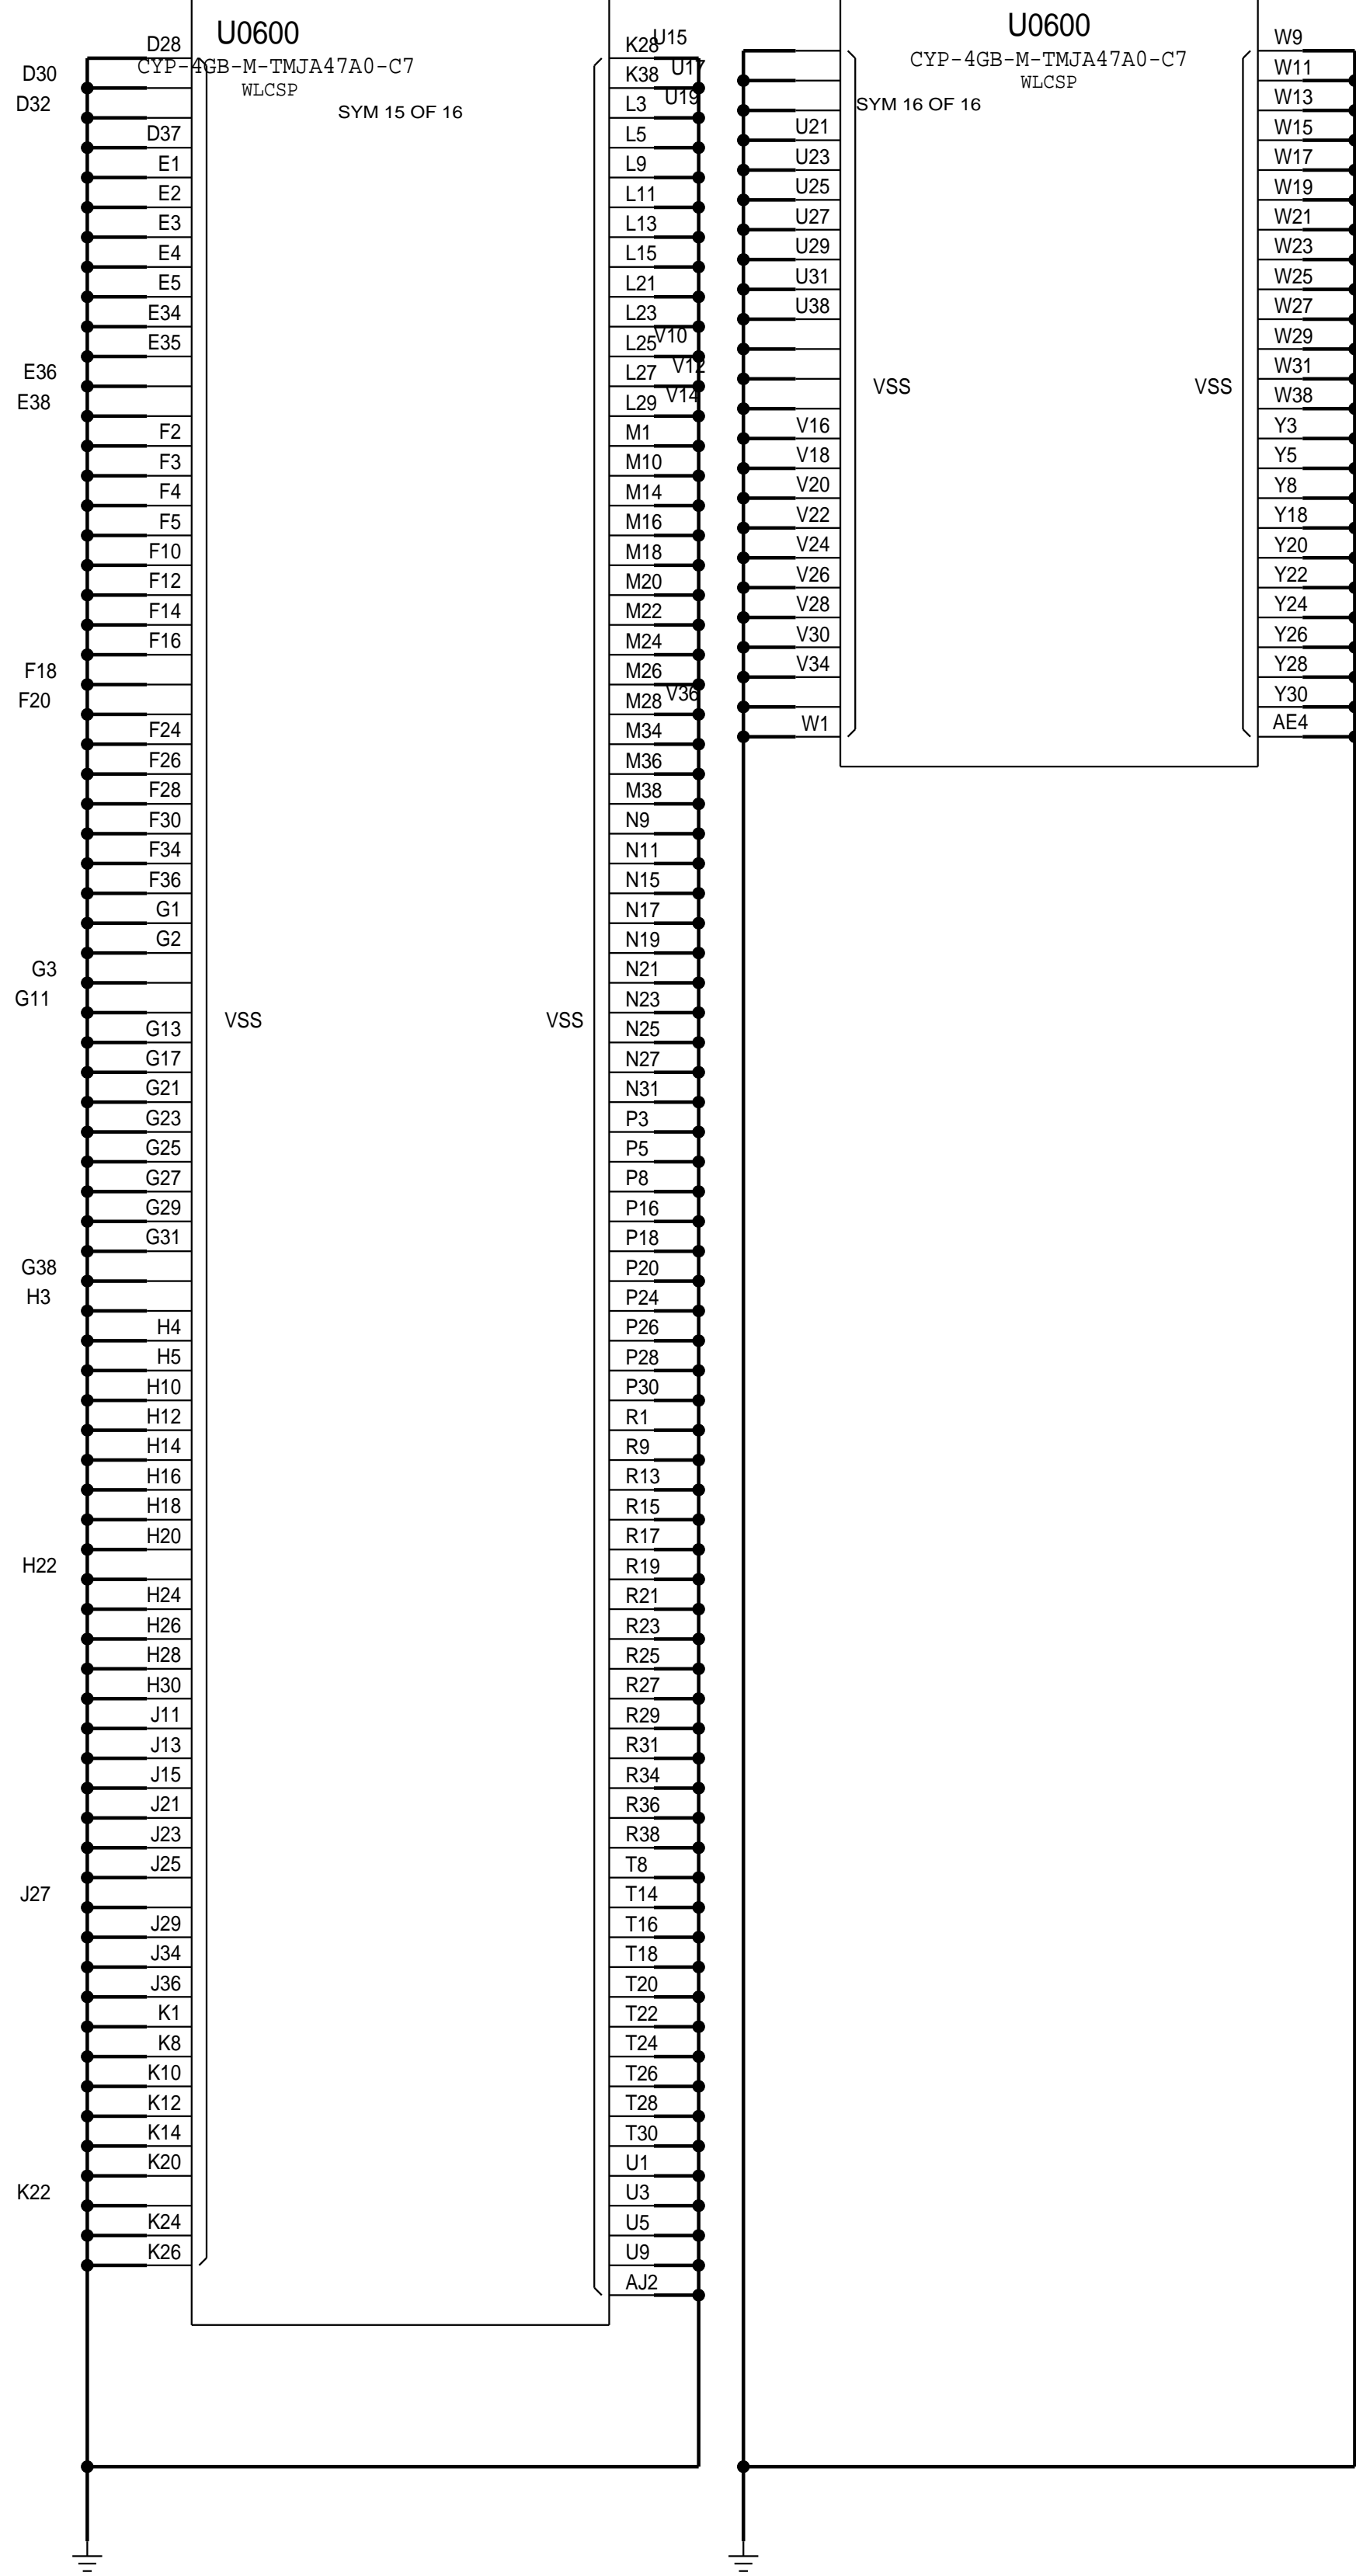 U0600
CYP-4GB-M-TMJA47A0-C7
WLCSP
SYM 15 OF 16
D28
D30
D32
D37
E1
E2
E3
E4
E5
E34
E35
E36
E38
F2
F3
F4
F5
F10
F12
F14
F16
F18
F20
F24
F26
F28
F30
F34
F36
G1
G2
G3
G11
G13
G17
G21
G23
G25
G27
G29
G31
G38
H3
H4
H5
H10
H12
H14
H16
H18
H20
H22
H24
H26
H28
H30
J11
J13
J15
J21
J23
J25
J27
J29
J34
J36
K1
K8
K10
K12
K14
K20
K22
K24
K26
VSS
VSS
K28
K38
L3
L5
L9
L11
L13
L15
L21
L23
L25
L27
L29
M1
M10
M14
M16
M18
M20
M22
M24
M26
M28
M34
M36
M38
N9
N11
N15
N17
N19
N21
N23
N25
N27
N31
P3
P5
P8
P16
P18
P20
P24
P26
P28
P30
R1
R9
R13
R15
R17
R19
R21
R23
R25
R27
R29
R31
R34
R36
R38
T8
T14
T16
T18
T20
T22
T24
T26
T28
T30
U1
U3
U5
U9
AJ2
U0600
CYP-4GB-M-TMJA47A0-C7
WLCSP
SYM 16 OF 16
U15
U17
U19
U21
U23
U25
U27
U29
U31
U38
V10
V12
V14
V16
V18
V20
V22
V24
V26
V28
V30
V34
V36
W1
VSS
VSS
W9
W11
W13
W15
W17
W19
W21
W23
W25
W27
W29
W31
W38
Y3
Y5
Y8
Y18
Y20
Y22
Y24
Y26
Y28
Y30
AE4